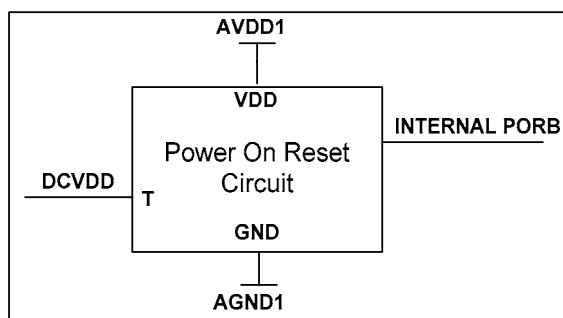 AVDD1
VDD
INTERNAL PORB
Power On Reset
Circuit
DCVDD
T
GND
AGND1